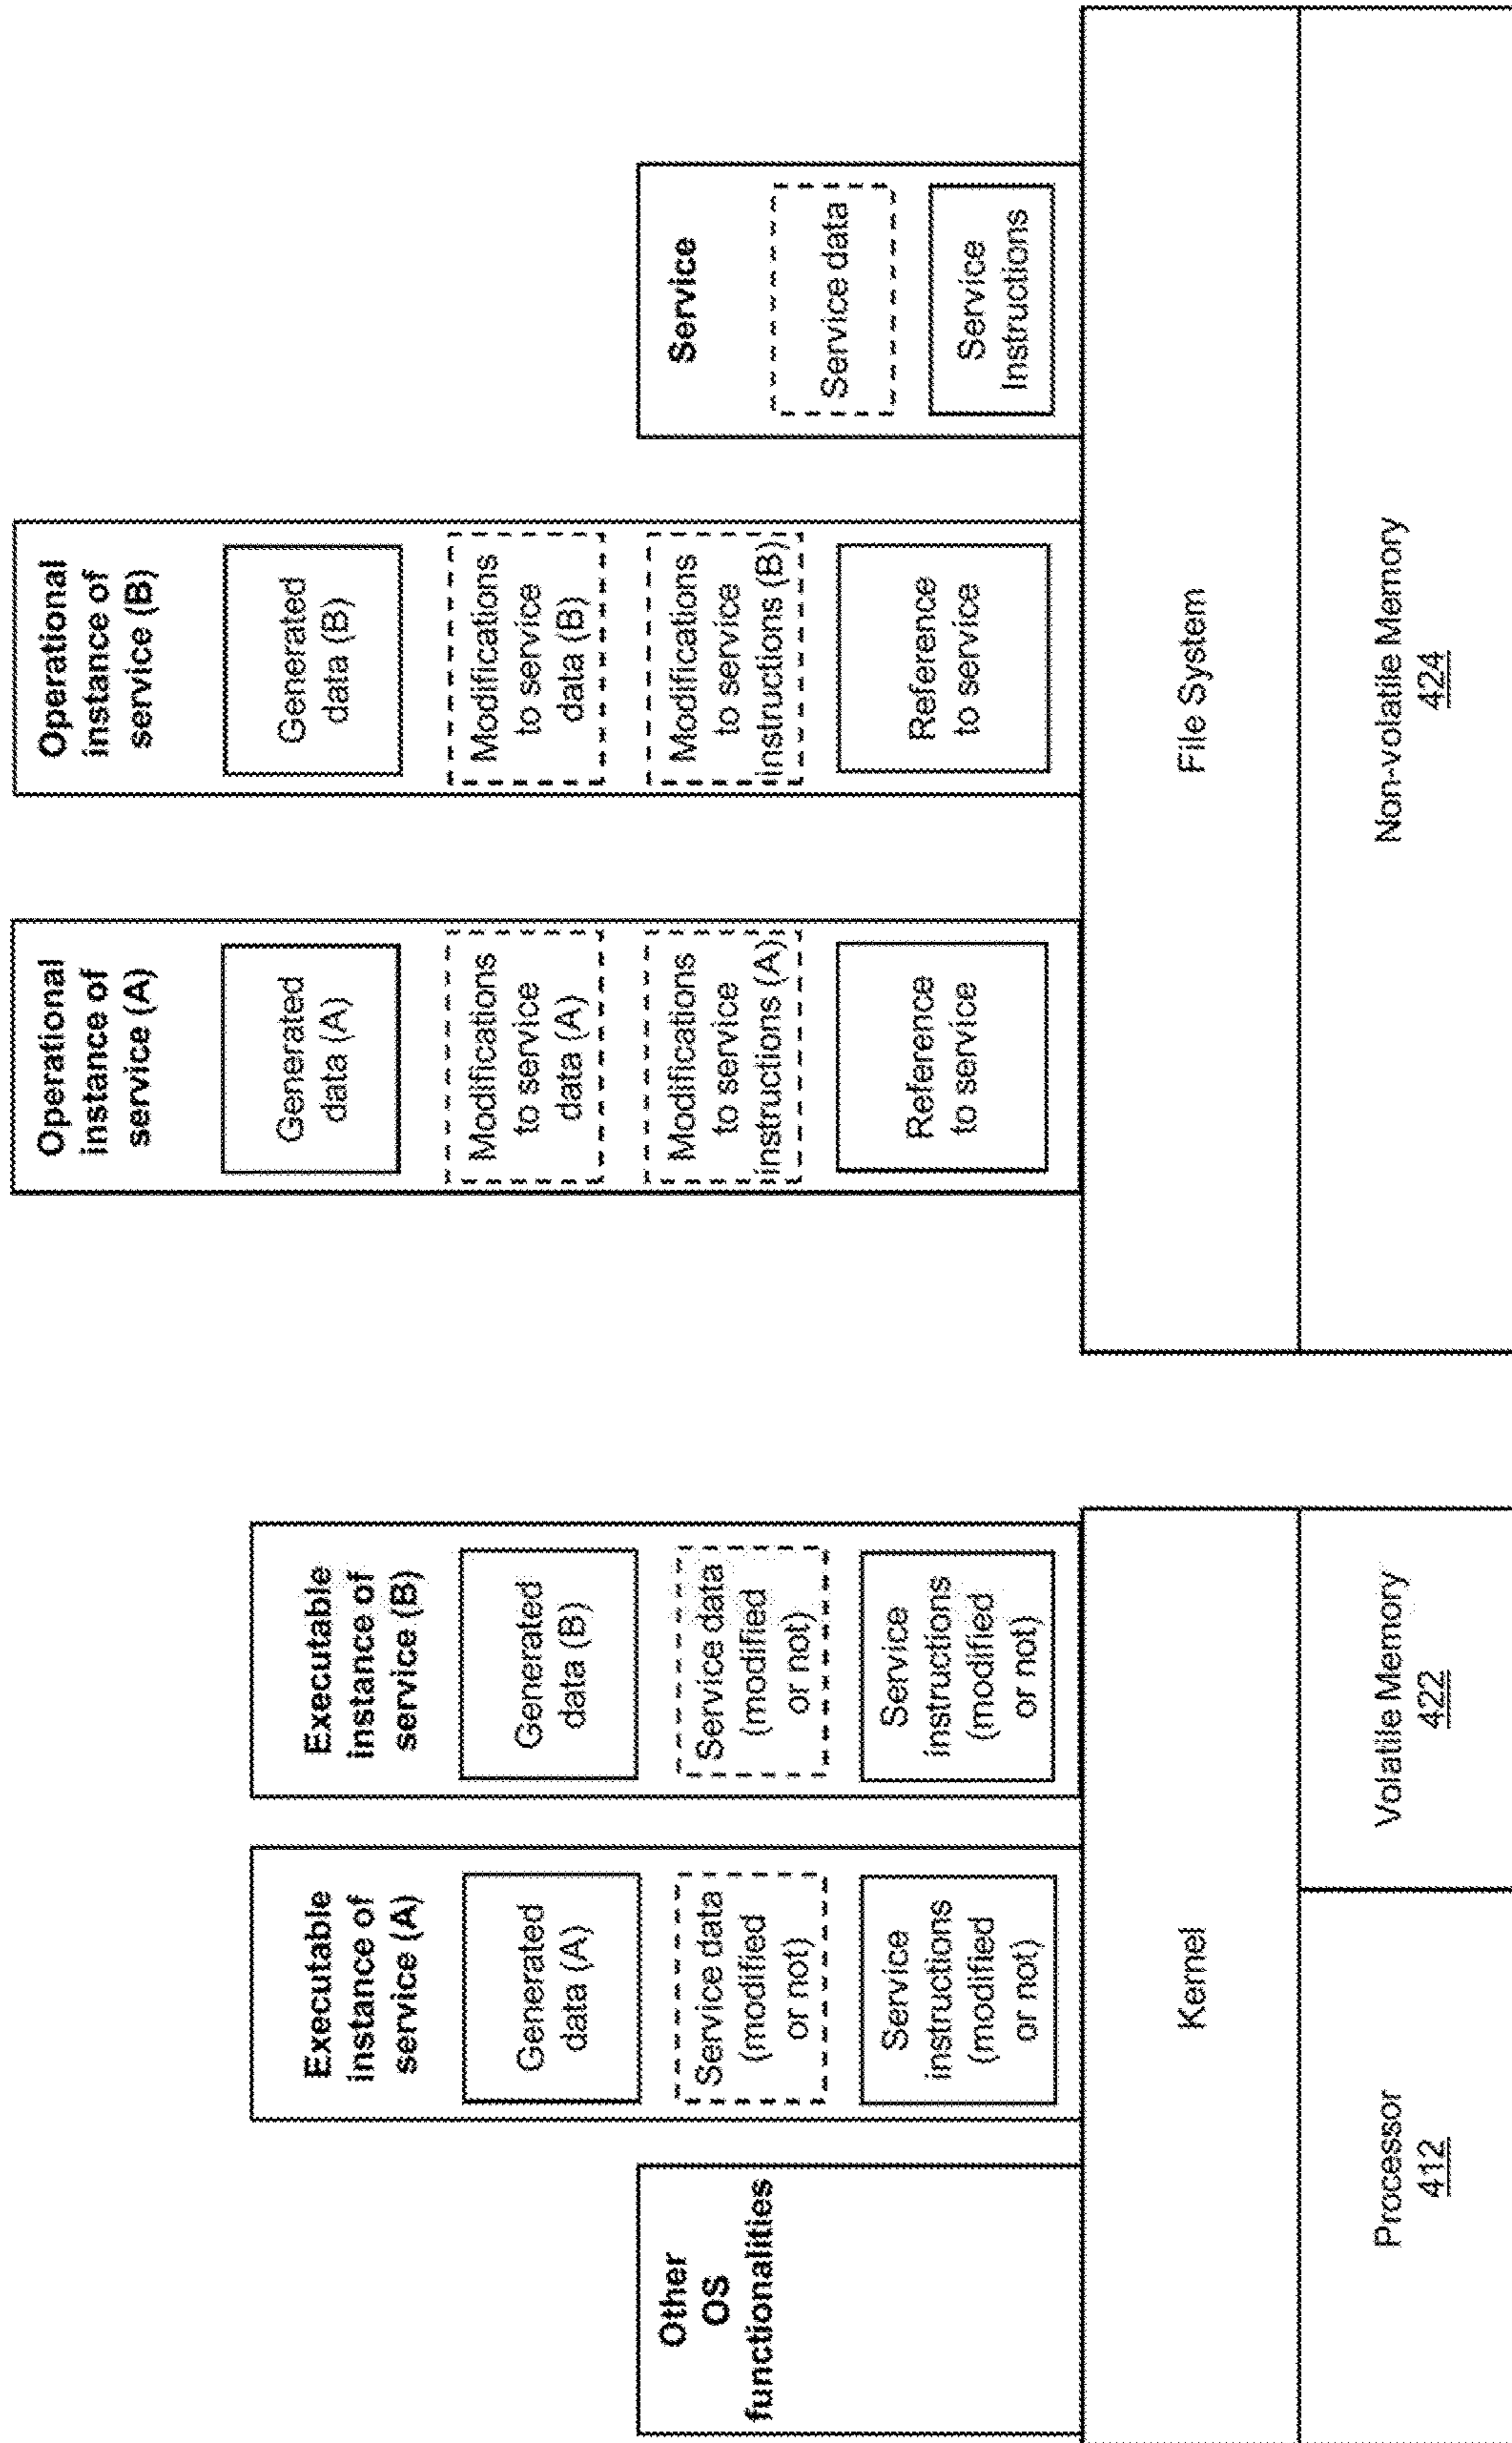 Other
OS
functionalities
Executable
instance of
service (A)
Generated
data (A)
Service data
(modified
or not)
Service
instructions
(modified
or not)
Executable
instance of
service (B)
Generated
data (B)
Service data
(modified
or not)
Service
instructions
(modified
or not)
Kernel
Processor
412
Volatile Memory
422
Operational
instance of
service (A)
Generated
data (A)
Modifications
to service
data (A)
Modifications
to service
instructions (A)
Reference
to service
Operational
instance of
service (B)
Generated
data (B)
Modifications
to service
data (B)
Modifications
to service
instructions (B)
Reference
to service
Service
Service data
Service
Instructions
File System
Non-volatile Memory
424